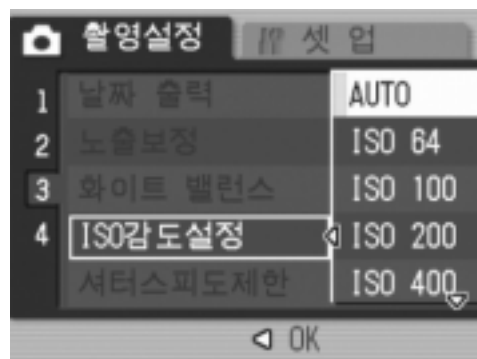 촬영설정 셋 업
1 날짜 출력 AUTO
2 노출보정 ISO 64
3 화이트 밸런스 ISO 100
4 ISO감도설정 ISO 200
셔터스피도제한 ISO 400
OK